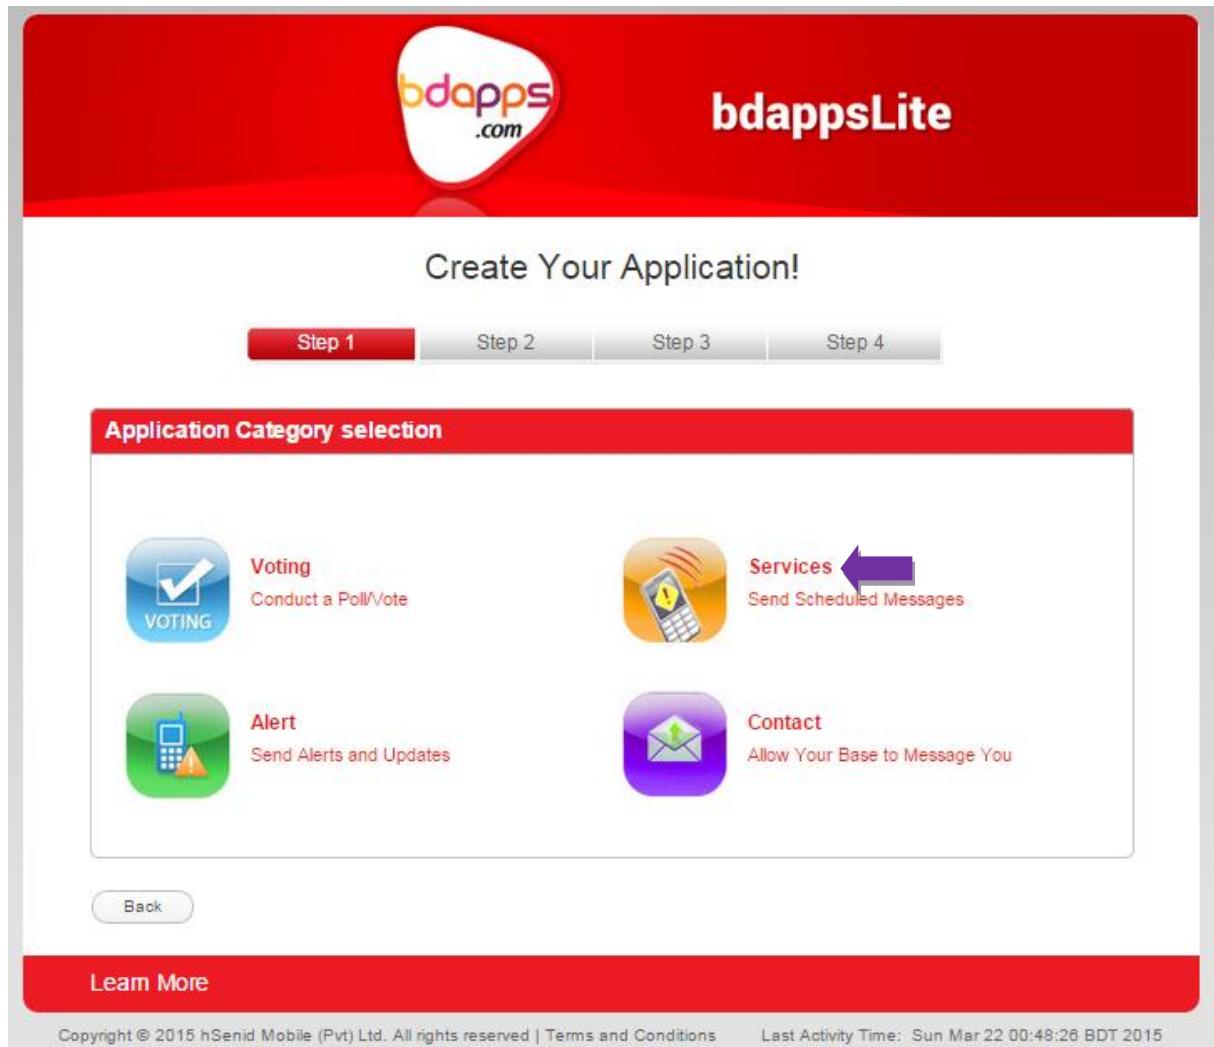 bdapps
.com
bdappsLite
Create Your Application!
Step 1 Step 2 Step 3 Step 4
Application Category selection
VOTING
Voting
Conduct a Poll/Vote
Services
Send Scheduled Messages
Alert
Send Alerts and Updates
Contact
Allow Your Base to Message You
Back
Learn More
Copyright © 2015 hSenid Mobile (Pvt) Ltd. All rights reserved | Terms and Conditions Last Activity Time: Sun Mar 22 00:48:26 BDT 2015